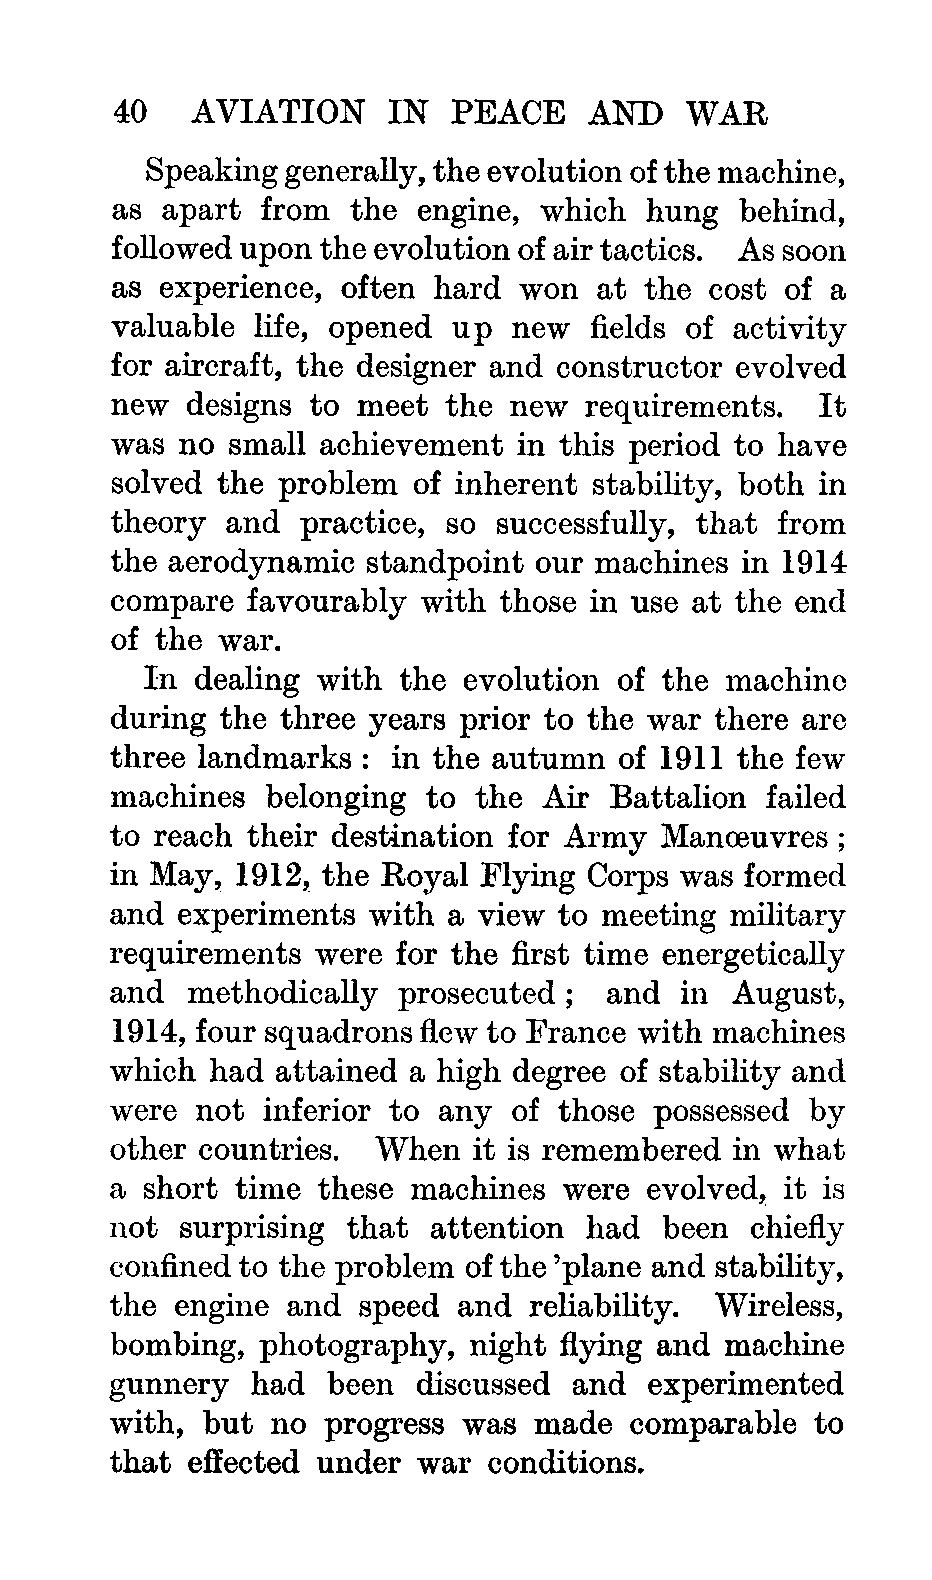 40 AVIATION IN PEACE AND WAR
Speaking generally, the evolution of the machine,
as apart from the engine, which hung behind,
followed upon the evolution of air tactics. As soon
as experience, often hard won at the cost of a
valuable life, opened up new fields of activity
for aircraft, the designer and constructor evolved
new designs to meet the new requirements. It
was no small achievement in this period to have
solved the problem of inherent stability, both in
theory and practice, so successfully, that from
the aerodynamic standpoint our machines in 1914
compare favourably with those in use at the end
of the war.
In dealing with the evolution of the machine
during the three years prior to the war there are
three landmarks : in the autumn of 1911 the few
machines belonging to the Air Battalion failed
to reach their destination for Army Manœuvres ;
in May, 1912, the Royal Flying Corps was formed
and experiments with a view to meeting military
requirements were for the first time energetically
and methodically prosecuted ; and in August,
1914, four squadrons flew to France with machines
which had attained a high degree of stability and
were not inferior to any of those possessed by
other countries. When it is remembered in what
a short time these machines were evolved, it is
not surprising that attention had been chiefly
confined to the problem of the ’plane and stability,
the engine and speed and reliability. Wireless,
bombing, photography, night flying and machine
gunnery had been discussed and experimented
with, but no progress was made comparable to
that effected under war conditions.